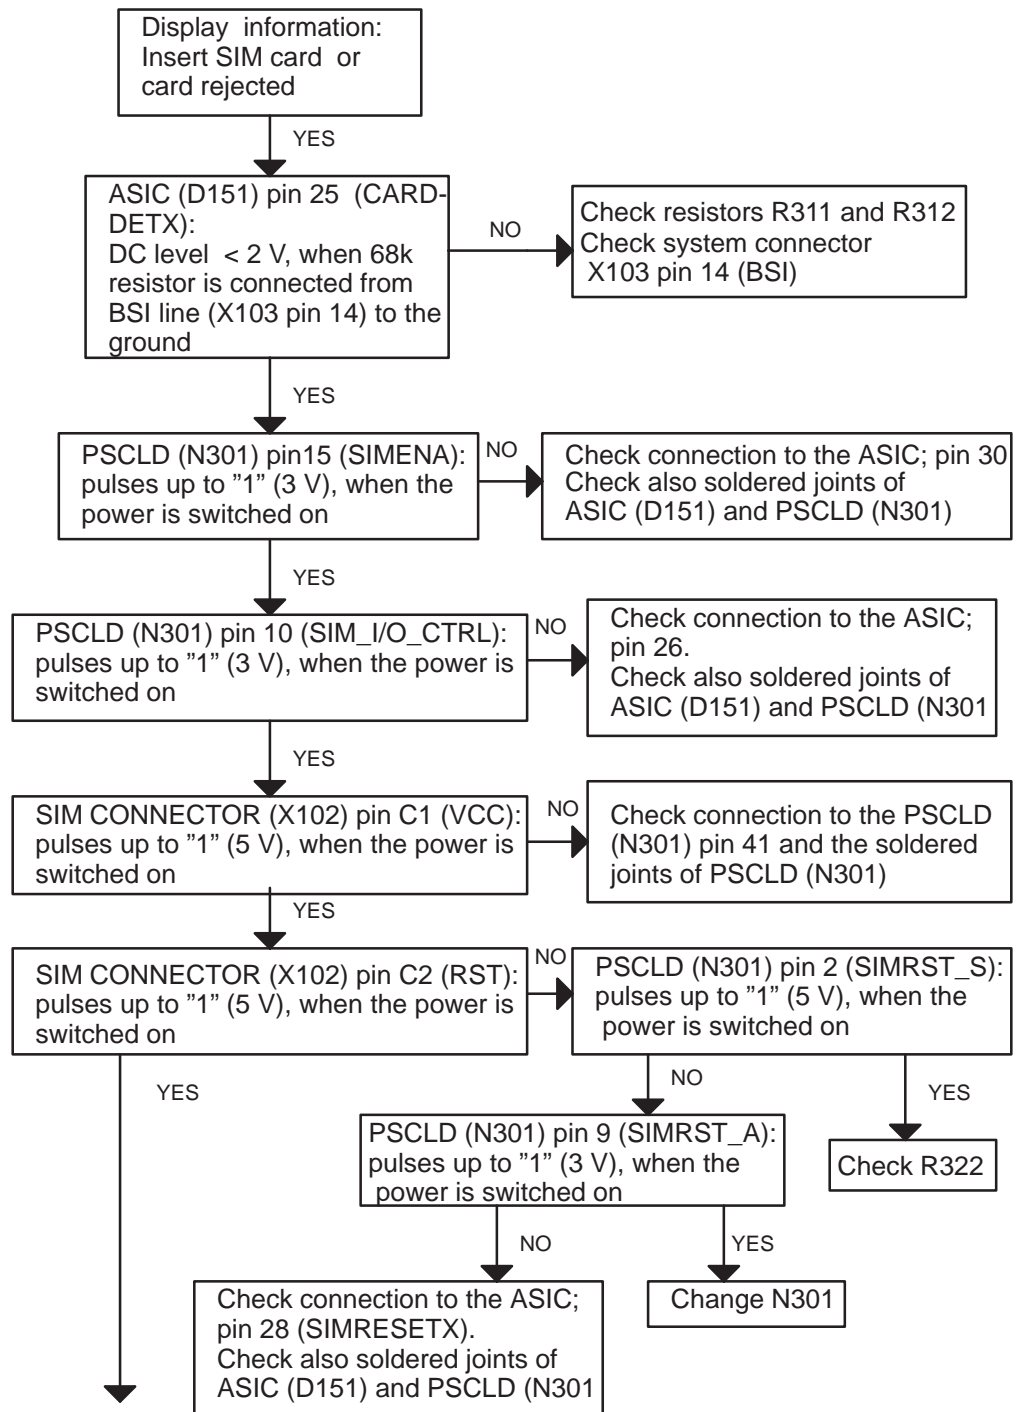 Display information:
Insert SIM card or
card rejected
YES
ASIC (D151) pin 25 (CARD-
DETX):
DC level < 2 V, when 68k
resistor is connected from
BSI line (X103 pin 14) to the
ground
NO
Check resistors R311 and R312
Check system connector
X103 pin 14 (BSI)
YES
PSCLD (N301) pin15 (SIMENA):
pulses up to ”1” (3 V), when the
power is switched on
NO
Check connection to the ASIC; pin 30
Check also soldered joints of
ASIC (D151) and PSCLD (N301)
YES
PSCLD (N301) pin 10 (SIM_I/O_CTRL):
pulses up to ”1” (3 V), when the power is
switched on
NO
Check connection to the ASIC;
pin 26.
Check also soldered joints of
ASIC (D151) and PSCLD (N301
YES
SIM CONNECTOR (X102) pin C1 (VCC):
pulses up to ”1” (5 V), when the power is
switched on
NO
Check connection to the PSCLD
(N301) pin 41 and the soldered
joints of PSCLD (N301)
YES
SIM CONNECTOR (X102) pin C2 (RST):
pulses up to ”1” (5 V), when the power is
switched on
NO
PSCLD (N301) pin 2 (SIMRST_S):
pulses up to ”1” (5 V), when the
power is switched on
YES
NO
YES
PSCLD (N301) pin 9 (SIMRST_A):
pulses up to ”1” (3 V), when the
power is switched on
Check R322
NO
YES
Check connection to the ASIC;
pin 28 (SIMRESETX).
Check also soldered joints of
ASIC (D151) and PSCLD (N301
Change N301